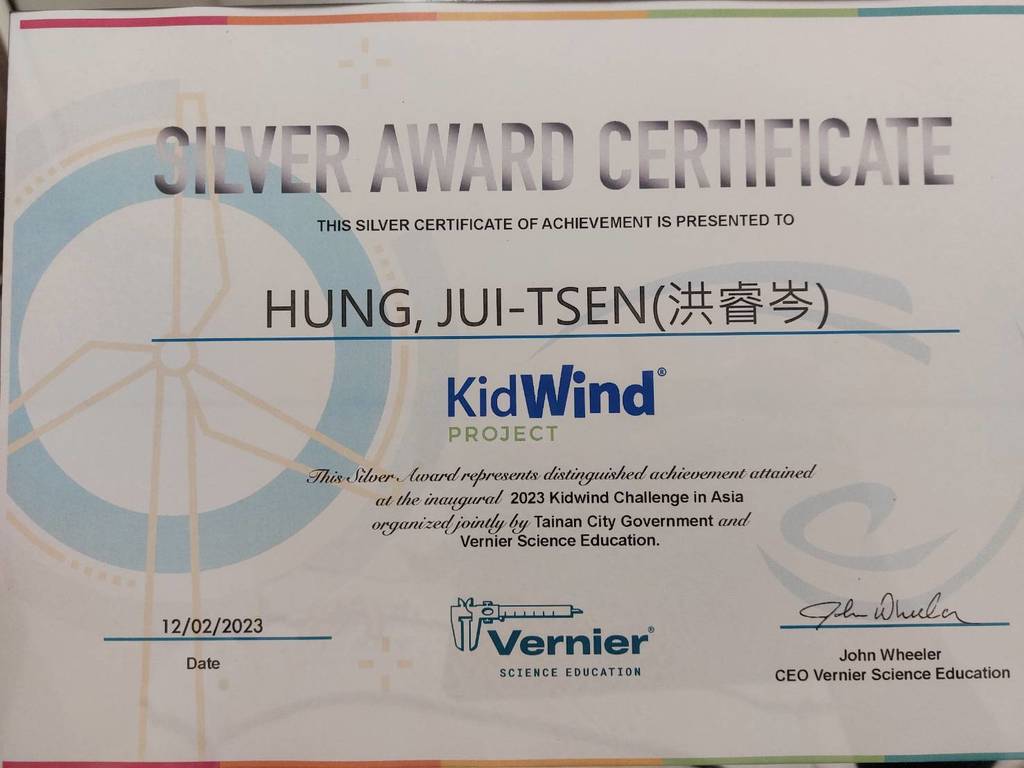 SILVER AWARD CERTIFICATE
THIS SILVER CERTIFICATE OF ACHIEVEMENT IS PRESENTED TO
HUNG, JUI-TSEN(洪睿岑)
KidWind®
PROJECT
This Silver Award represents distinguished achievement attained
at the inaugural 2023 Kidwind Challenge in Asia
organized jointly by Tainan City Government and
Vernier Science Education.
12/02/2023
Date
Vernier®
SCIENCE EDUCATION
John Wheeler
John Wheeler
CEO Vernier Science Education